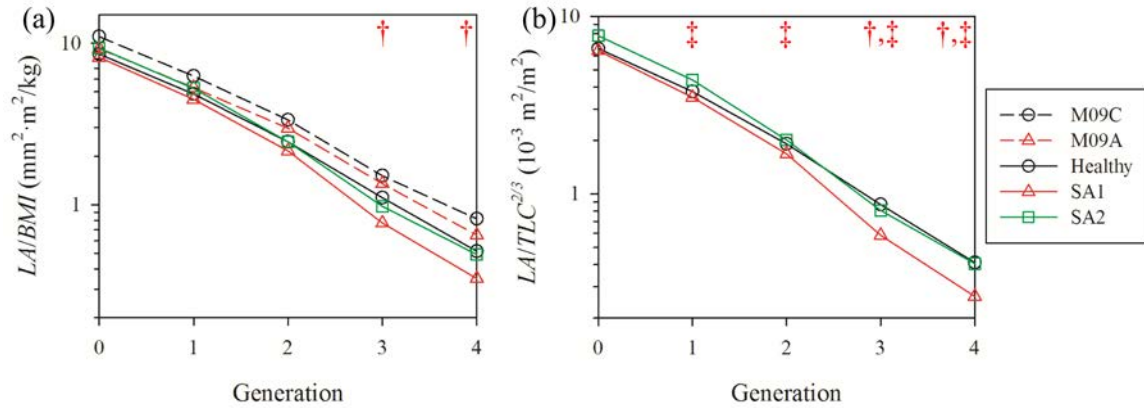 (a)
† †
10
1
LA/BMI (mm²·m²/kg)
0 1 2 3 4
Generation
(b)
‡ ‡ †,‡ †,‡
10
1
LA/TLC^{2/3} (10⁻³ m²/m²)
0 1 2 3 4
Generation
M09C
M09A
Healthy
SA1
SA2